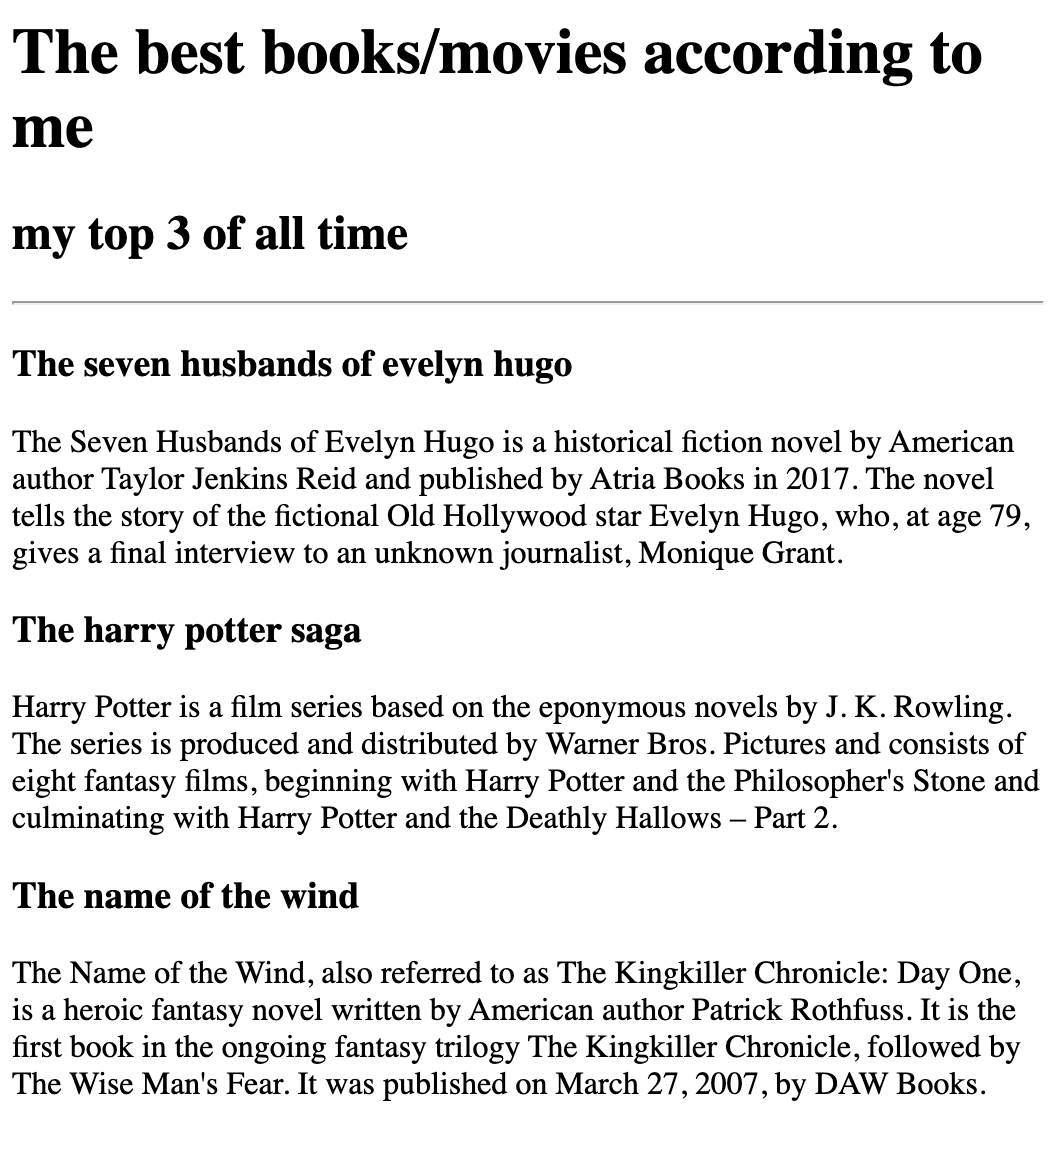 The best books/movies according to
me
my top 3 of all time
The seven husbands of evelyn hugo
The Seven Husbands of Evelyn Hugo is a historical fiction novel by American
author Taylor Jenkins Reid and published by Atria Books in 2017. The novel
tells the story of the fictional Old Hollywood star Evelyn Hugo, who, at age 79,
gives a final interview to an unknown journalist, Monique Grant.
The harry potter saga
Harry Potter is a film series based on the eponymous novels by J. K. Rowling.
The series is produced and distributed by Warner Bros. Pictures and consists of
eight fantasy films, beginning with Harry Potter and the Philosopher's Stone and
culminating with Harry Potter and the Deathly Hallows – Part 2.
The name of the wind
The Name of the Wind, also referred to as The Kingkiller Chronicle: Day One,
is a heroic fantasy novel written by American author Patrick Rothfuss. It is the
first book in the ongoing fantasy trilogy The Kingkiller Chronicle, followed by
The Wise Man's Fear. It was published on March 27, 2007, by DAW Books.